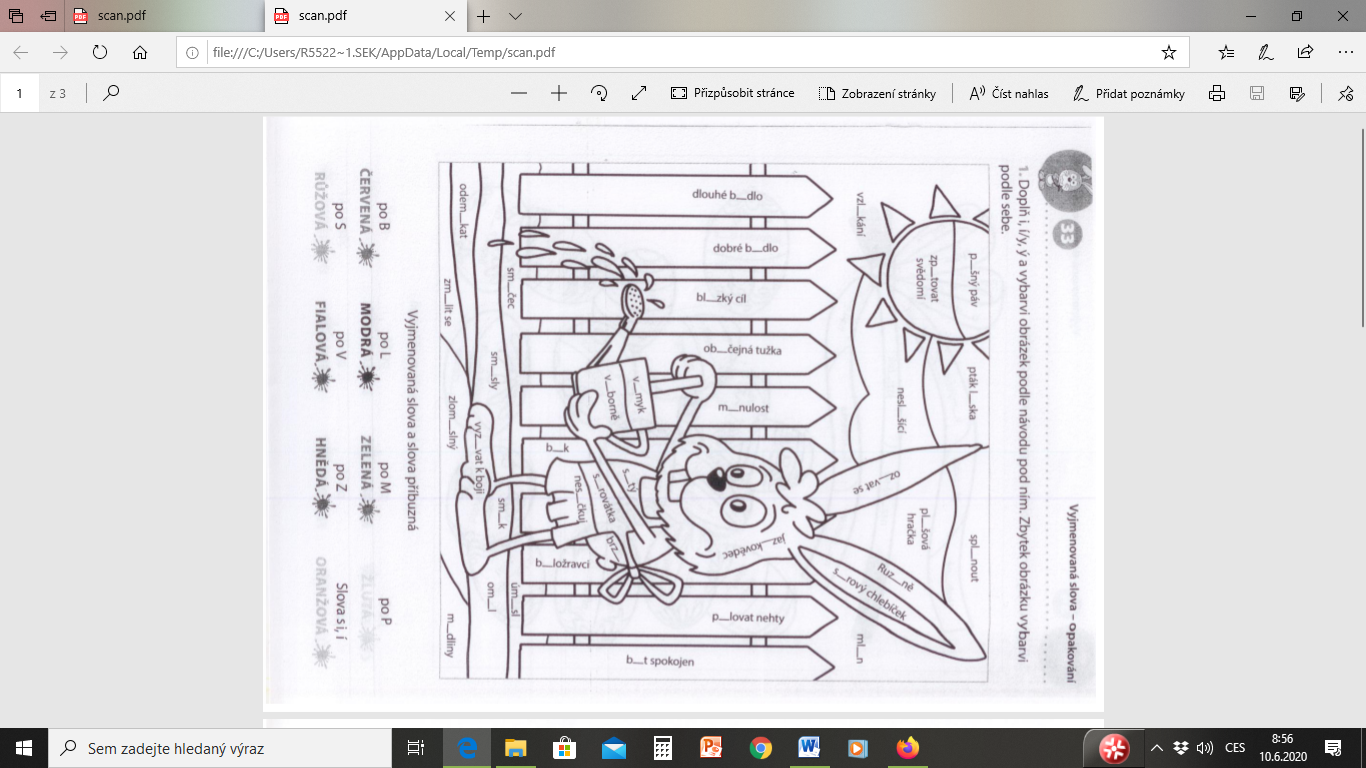 scan.pdf
scan.pdf
file:///C:/Users/R5522~1.SEK/AppData/Local/Temp/scan.pdf
1 z 3
Přizpůsobit stránce
Zobrazení stránky
Číst nahlas
Přidat poznámky
Vyjmenovaná slova – opakování
33
1. Doplň i, í/y, ý a vybarvi obrázek podle návodu pod ním. Zbytek obrázku vybarvi
podle sebe.
p__šný páv
zp__tovat
svědomí
pták l__ska
spl__nout
vzl__kání
nesl__šící
oz__vat se
pl__šová
hračka
Ruz__ně
s__rový chlebíček
ml__n
jaz__kovědec
dlouhé b__dlo
dobré b__dlo
bl__zký cíl
ob__čejná tužka
m__nulost
b__k
b__ložravci
p__lovat nehty
b__t spokojen
v__myk
v__borně
s__tý
s__rovátka
nes__čkuj
brz__
sm__čec
sm__sly
sm__k
úm__sl
om__l
odem__kat
zm__lit se
zlom__slný
vyz__vat k boji
m__dliny
Vyjmenovaná slova a slova příbuzná
po B
ČERVENÁ
po L
MODRÁ
po M
ZELENÁ
po P
ŽLUTÁ
po S
RŮŽOVÁ
po V
FIALOVÁ
po Z
HNĚDÁ
Slova s i, í
ORANŽOVÁ
Sem zadejte hledaný výraz
CES
8:56
10.6.2020